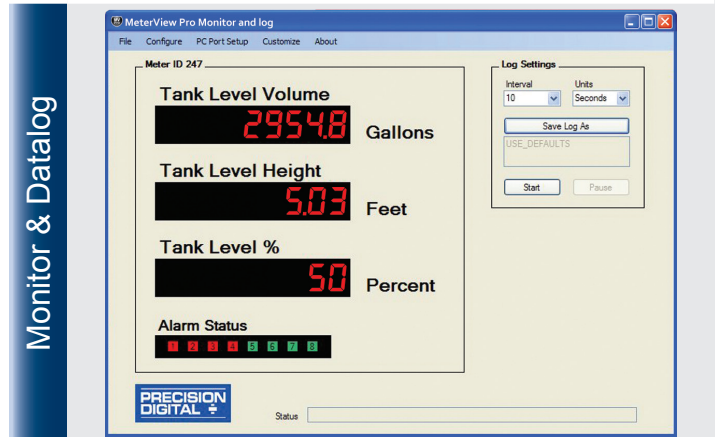 Monitor & Datalog
MeterView Pro Monitor and log
File Configure PC Port Setup Customize About
Meter ID 247
Tank Level Volume
2954.8 Gallons
Tank Level Height
5.03 Feet
Tank Level %
50 Percent
Alarm Status
1 2 3 4 5 6 7 8
Log Settings
Interval Units
10 Seconds
Save Log As
USE_DEFAULTS
Start Pause
PRECISION
DIGITAL
Status